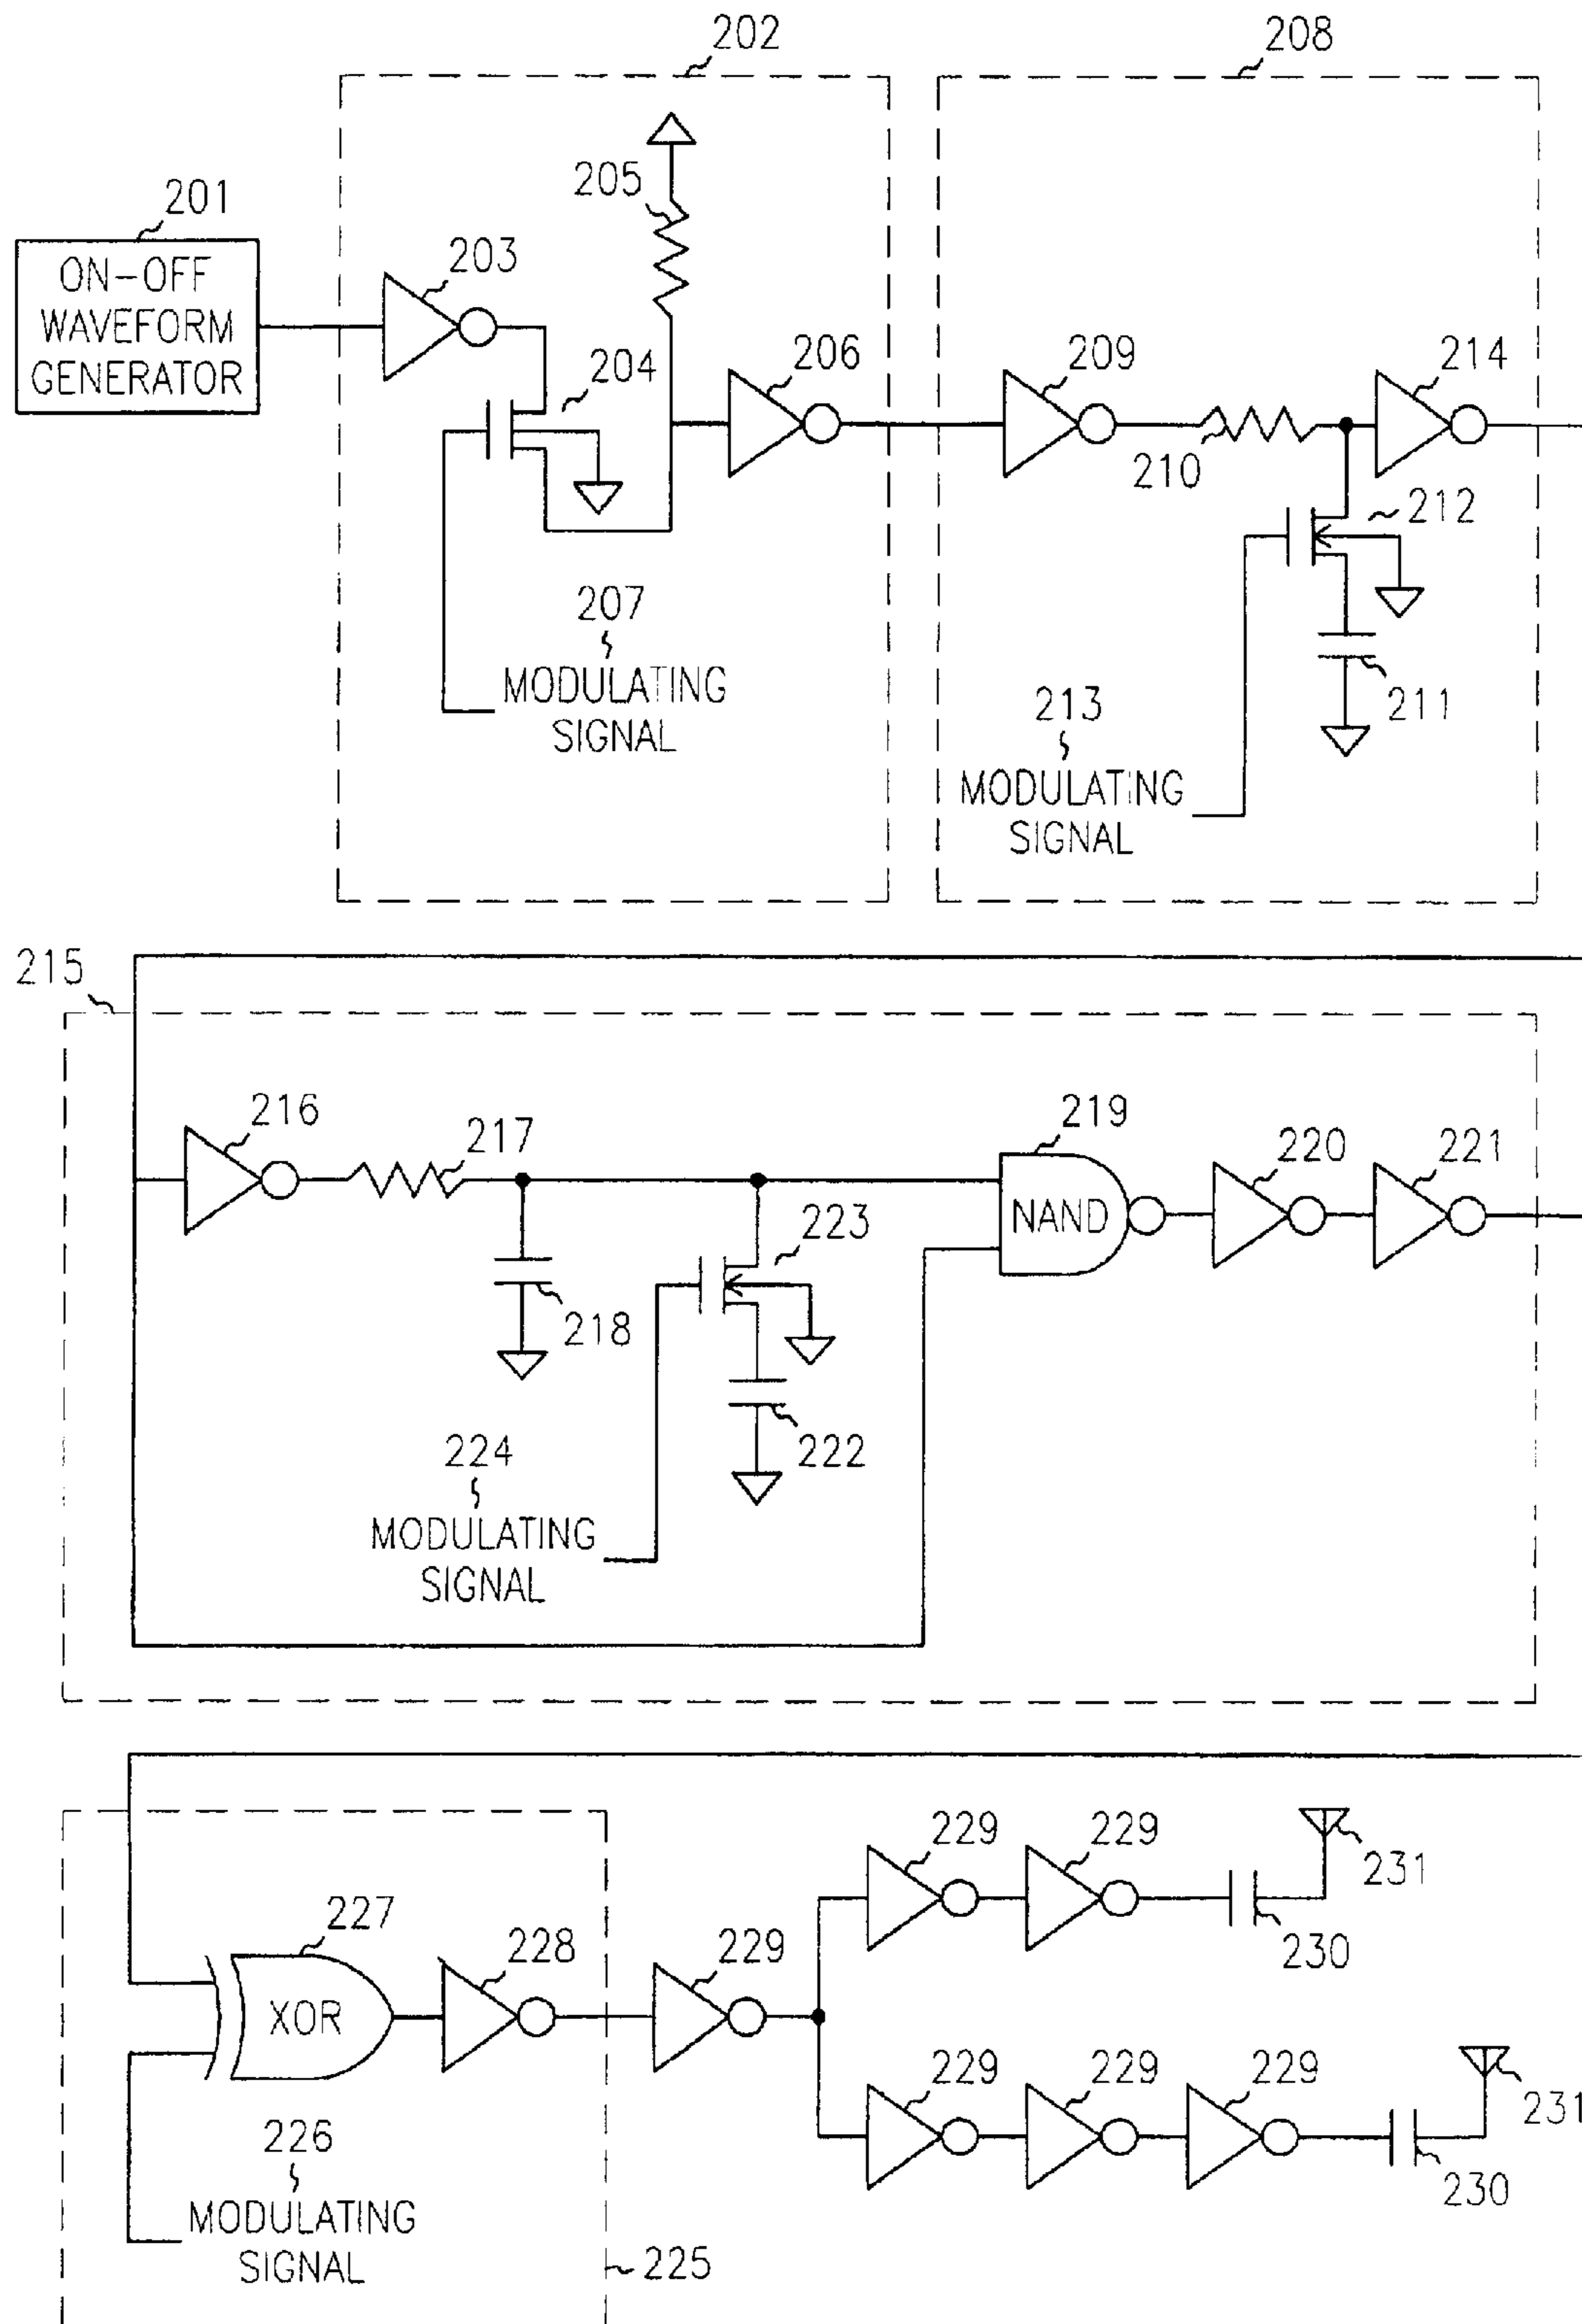 202
208
201
ON-OFF
WAVEFORM
GENERATOR
203
205
204
206
209
214
210
212
207
MODULATING
SIGNAL
211
213
MODULATING
SIGNAL
215
216
217
219
220
221
NAND
223
218
222
224
MODULATING
SIGNAL
229
229
231
227
228
229
230
XOR
229
229
229
231
226
230
MODULATING
SIGNAL
225